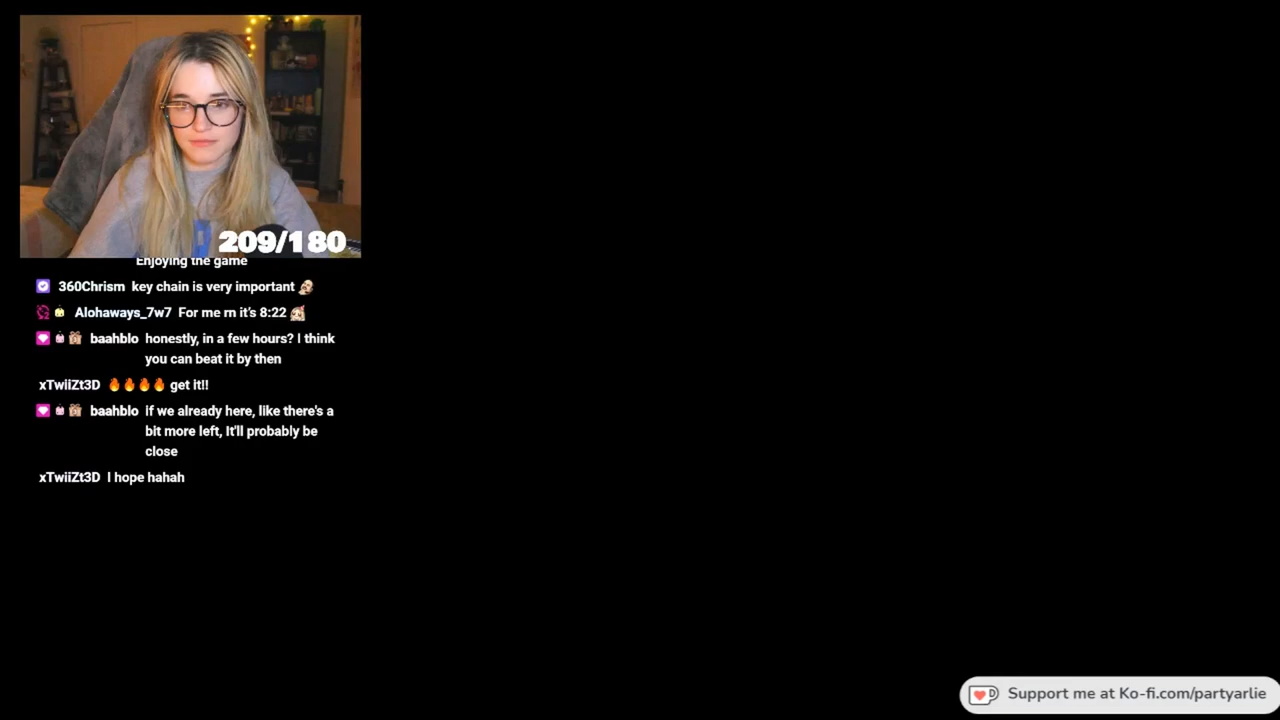 209/180
Enjoying the game
360Chrism key chain is very important
Alohaways_7w7 For me rn it's 8:22
baahblo honestly, in a few hours? I think
you can beat it by then
xTwiiZt3D 🔥🔥🔥🔥 get it!!
baahblo if we already here, like there's a
bit more left, It'll probably be
close
xTwiiZt3D I hope hahah
Support me at Ko-fi.com/partyarlie